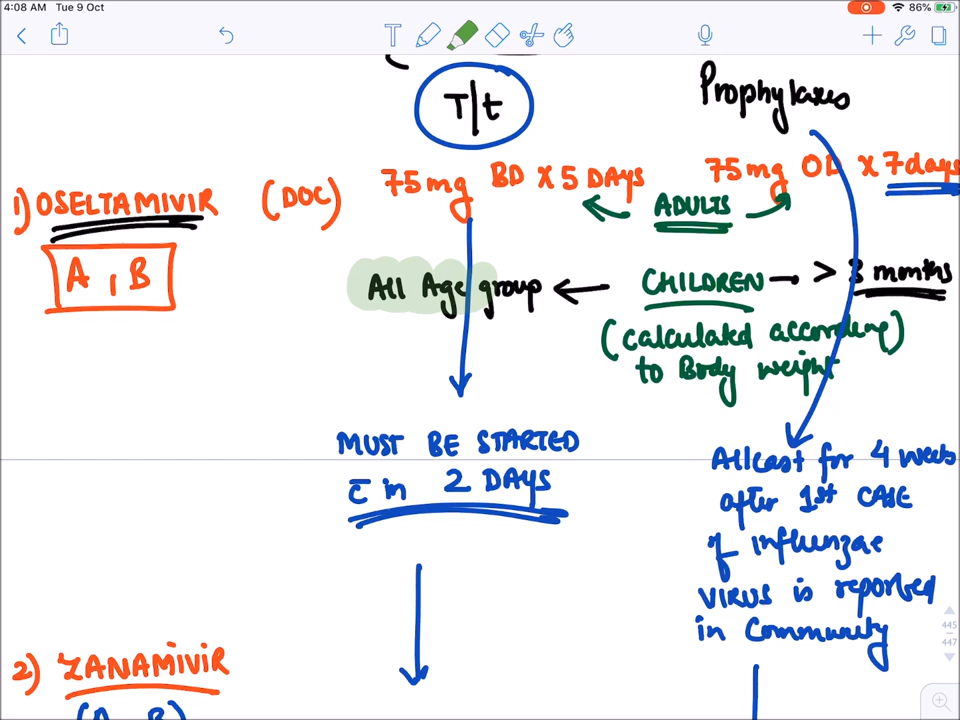 4:08 AM Tue 9 Oct
86%
T
T/t
Prophylaxes
1) OSELTAMIVIR (DOC) 75mg BD X 5 DAYS 75mg OD X 7days
ADULTS
A, B
All Age group ← CHILDREN → > 3 months
(Calculated according)
to Body weight
MUST BE STARTED
c̄ in 2 DAYS
Atleast for 4 weeks
after 1st CASE
of influenzae
VIRUS is reported
in Community
445
447
2) ZANAMIVIR
(A, B)